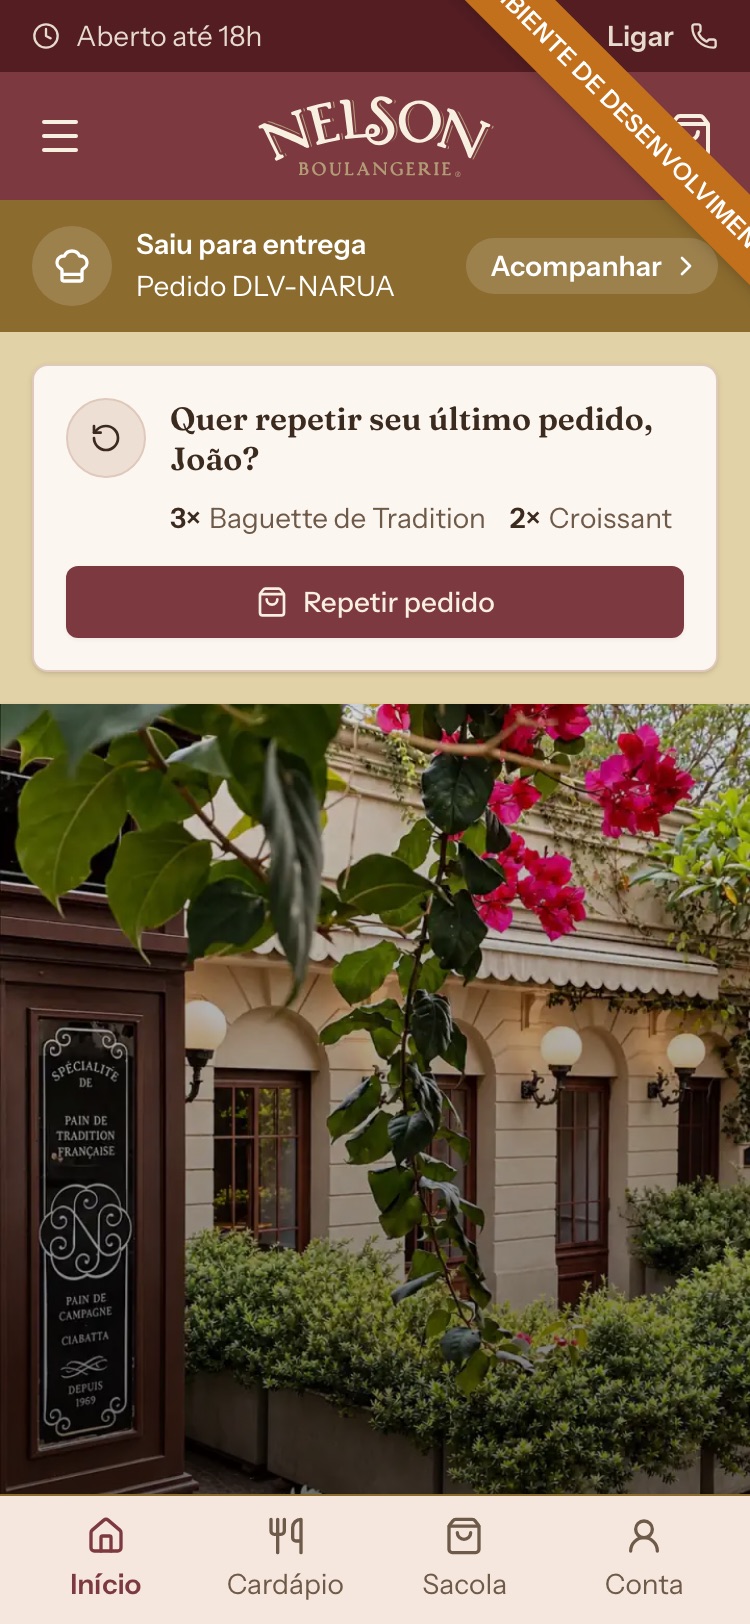 Aberto até 18h
Ligar
BIENTE DE DESENVOLVIMEN
NELSON
BOULANGERIE
Saiu para entrega
Pedido DLV-NARUA
Acompanhar
Quer repetir seu último pedido,
João?
3× Baguette de Tradition 2× Croissant
Repetir pedido
SPÉCIALITÉ
DE
PAIN DE
TRADITION
FRANÇAISE
N
PAIN DE
CAMPAGNE
CIABATTA
DEPUIS
1969
Início
Cardápio
Sacola
Conta